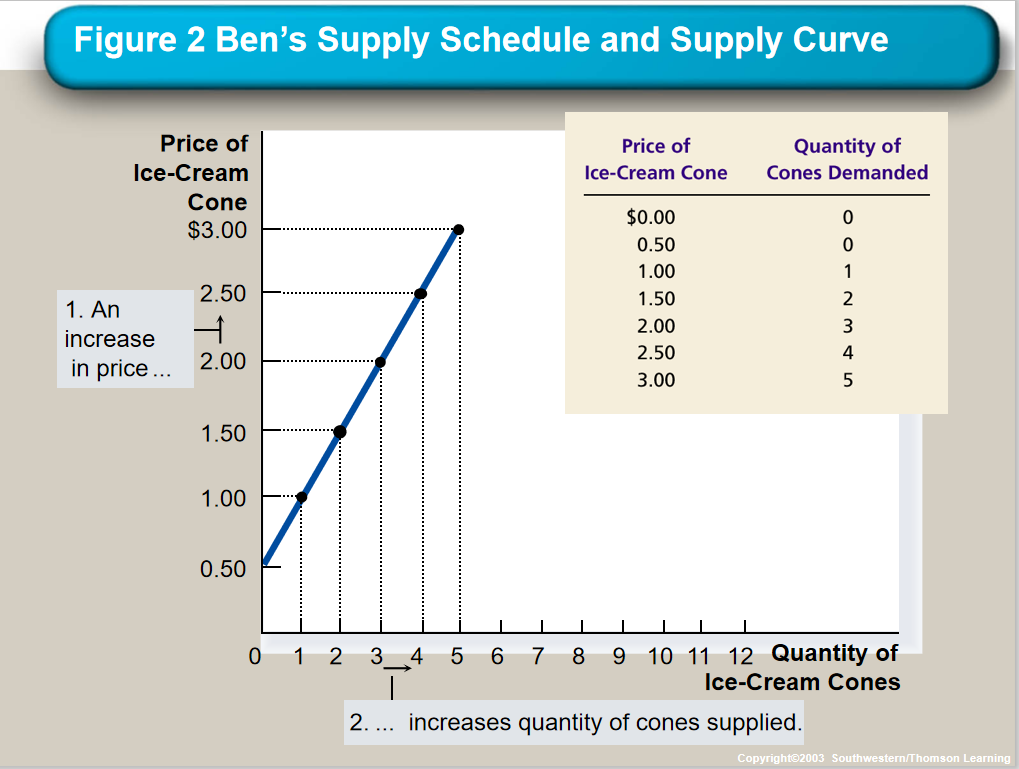 Figure 2 Ben’s Supply Schedule and Supply Curve
Price of
Ice-Cream
Cone
$3.00
2.50
2.00
1.50
1.00
0.50
1. An
increase
in price ...
Price of Quantity of
Ice-Cream Cone Cones Demanded
$0.00 0
0.50 0
1.00 1
1.50 2
2.00 3
2.50 4
3.00 5
0 1 2 3 4 5 6 7 8 9 10 11 12
Quantity of
Ice-Cream Cones
2. ... increases quantity of cones supplied.
Copyright©2003 Southwestern/Thomson Learning